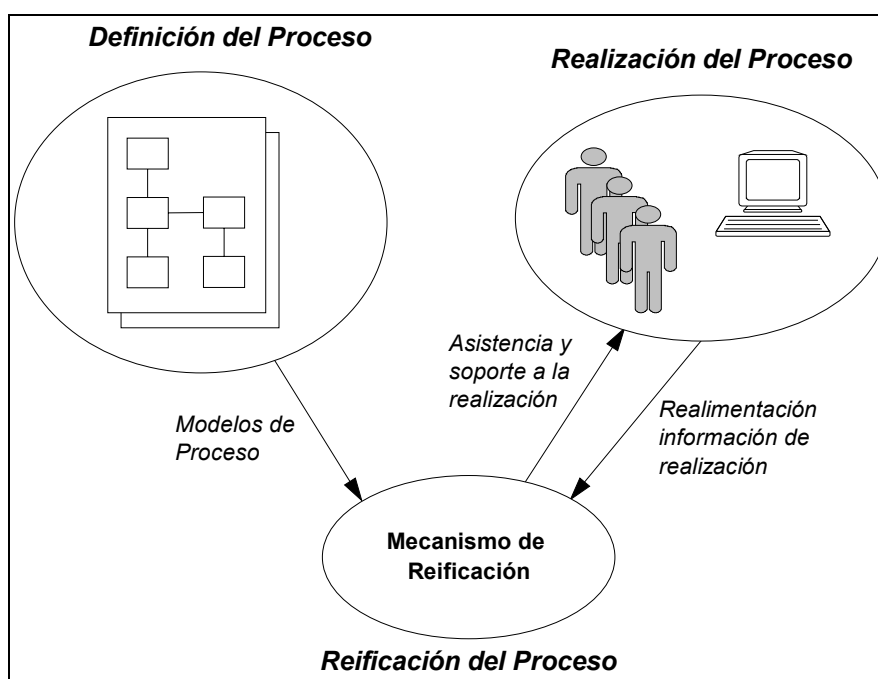 Definición del Proceso
Realización del Proceso
Asistencia y
soporte a la
realización
Modelos de
Proceso
Realimentación
información de
realización
Mecanismo de
Reificación
Reificación del Proceso